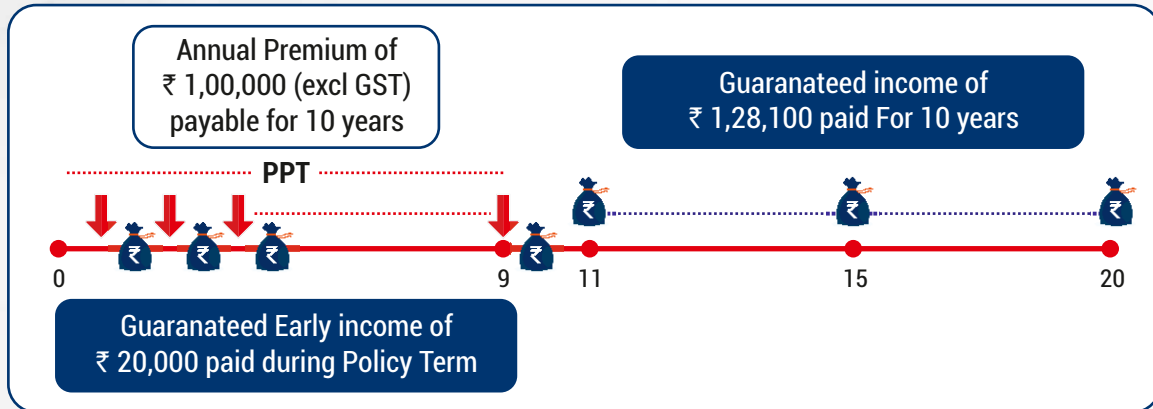 Annual Premium of
₹ 1,00,000 (excl GST)
payable for 10 years
Guaranateed income of
₹ 1,28,100 paid For 10 years
PPT
₹ ₹ ₹ ₹ ₹ ₹ ₹
0 9 11 15 20
Guaranateed Early income of
₹ 20,000 paid during Policy Term